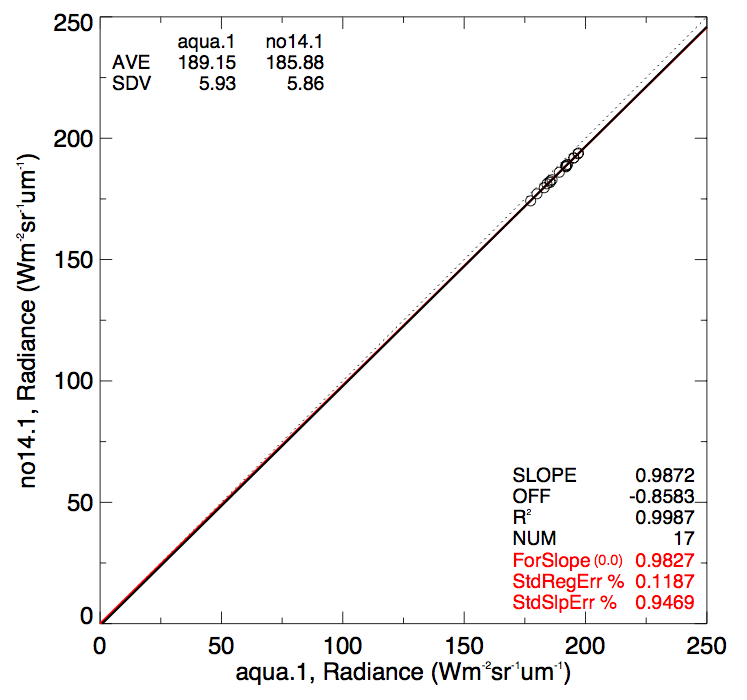 250
aqua.1 no14.1
AVE 189.15 185.88
SDV 5.93 5.86
200
150
100
50
0
no14.1, Radiance (Wm⁻²sr⁻¹um⁻¹)
SLOPE 0.9872
OFF -0.8583
R² 0.9987
NUM 17
ForSlope (0.0) 0.9827
StdRegErr % 0.1187
StdSlpErr % 0.9469
0 50 100 150 200 250
aqua.1, Radiance (Wm⁻²sr⁻¹um⁻¹)